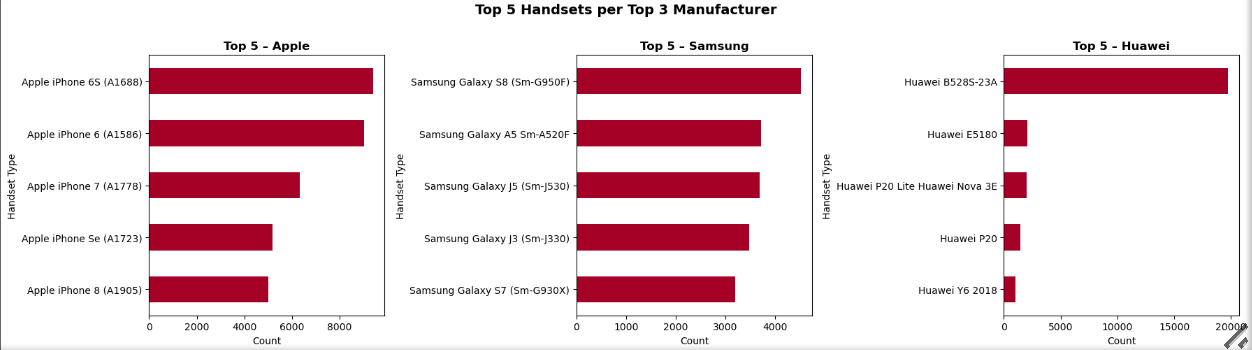 Top 5 Handsets per Top 3 Manufacturer
Top 5 – Apple
Handset Type
Apple iPhone 6S (A1688)
Apple iPhone 6 (A1586)
Apple iPhone 7 (A1778)
Apple iPhone Se (A1723)
Apple iPhone 8 (A1905)
0 2000 4000 6000 8000
Count
Top 5 – Samsung
Handset Type
Samsung Galaxy S8 (Sm-G950F)
Samsung Galaxy A5 Sm-A520F
Samsung Galaxy J5 (Sm-J530)
Samsung Galaxy J3 (Sm-J330)
Samsung Galaxy S7 (Sm-G930X)
0 1000 2000 3000 4000
Count
Top 5 – Huawei
Handset Type
Huawei B528S-23A
Huawei E5180
Huawei P20 Lite Huawei Nova 3E
Huawei P20
Huawei Y6 2018
0 5000 10000 15000 20000
Count